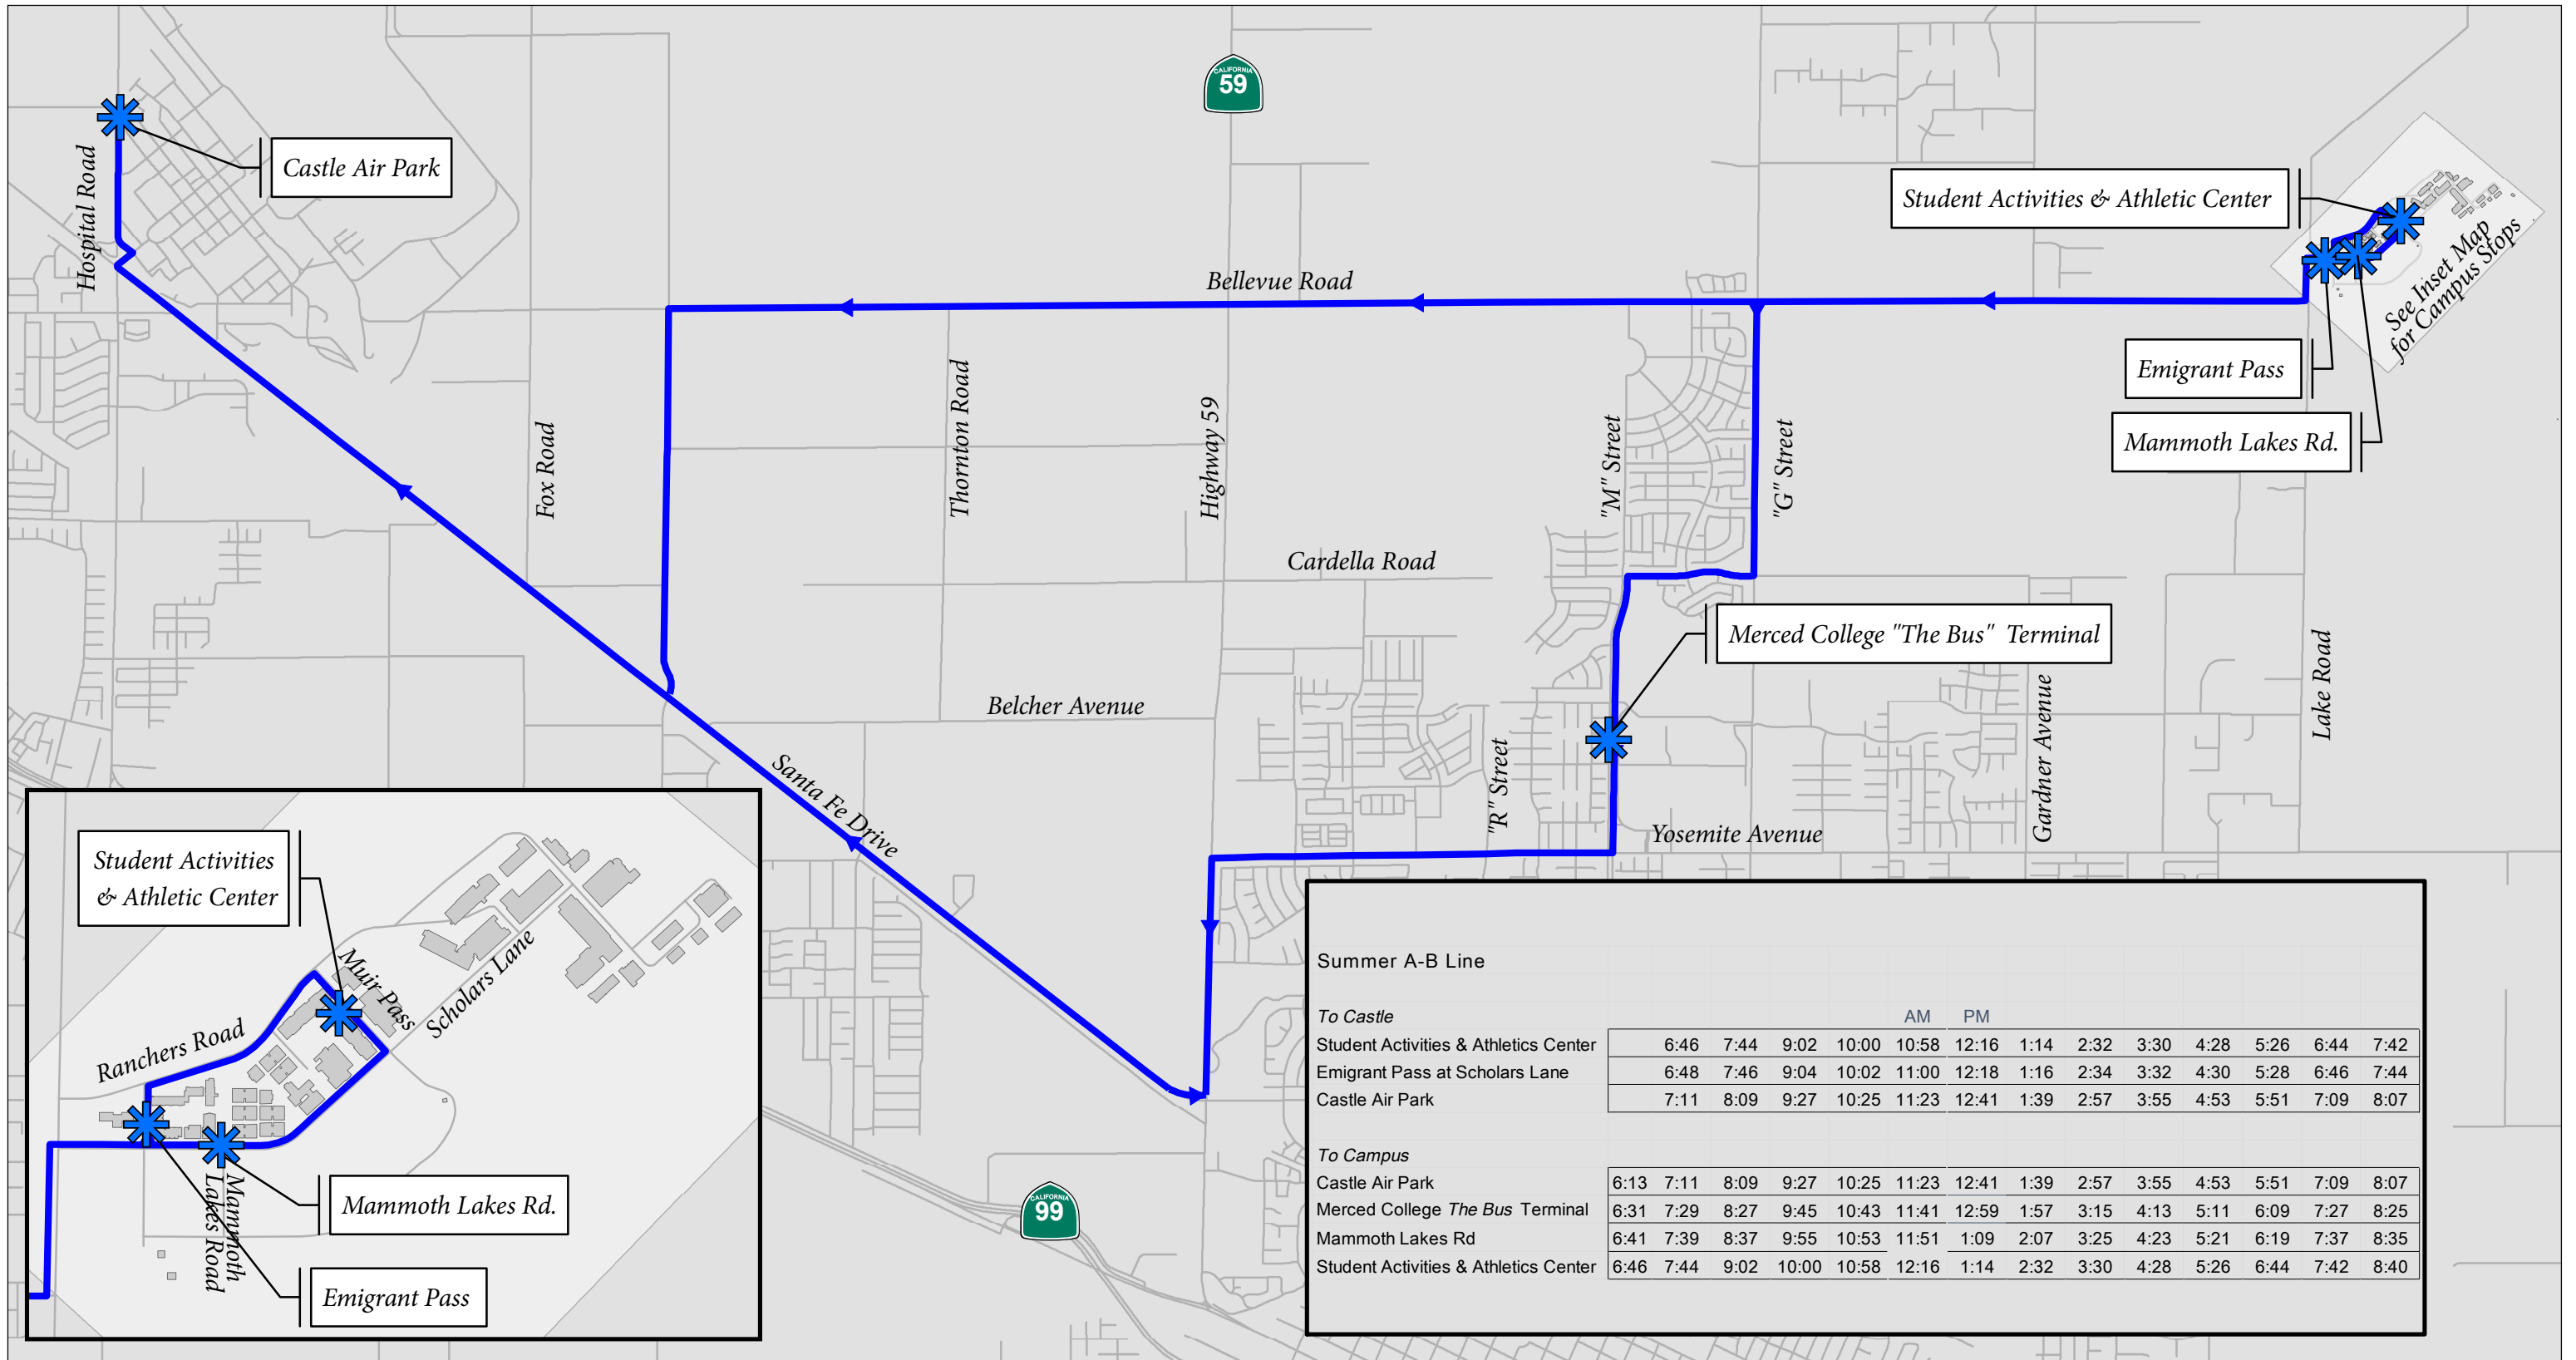 CALIFORNIA
59
Castle Air Park
Hospital Road
Student Activities & Athletic Center
See Inset Map
for Campus Stops
Bellevue Road
Emigrant Pass
Mammoth Lakes Rd.
Fox Road
Thornton Road
Highway 59
"M" Street
"G" Street
Cardella Road
Merced College "The Bus" Terminal
Belcher Avenue
Lake Road
Gardner Avenue
"R" Street
Santa Fe Drive
Yosemite Avenue
Student Activities
& Athletic Center
Muir Pass
Scholars Lane
Ranchers Road
Mammoth
Lakes Road
Mammoth Lakes Rd.
Emigrant Pass
CALIFORNIA
99
Summer A-B Line
To Castle AM PM
Student Activities & Athletics Center 6:46 7:44 9:02 10:00 10:58 12:16 1:14 2:32 3:30 4:28 5:26 6:44 7:42
Emigrant Pass at Scholars Lane 6:48 7:46 9:04 10:02 11:00 12:18 1:16 2:34 3:32 4:30 5:28 6:46 7:44
Castle Air Park 7:11 8:09 9:27 10:25 11:23 12:41 1:39 2:57 3:55 4:53 5:51 7:09 8:07
To Campus
Castle Air Park 6:13 7:11 8:09 9:27 10:25 11:23 12:41 1:39 2:57 3:55 4:53 5:51 7:09 8:07
Merced College The Bus Terminal 6:31 7:29 8:27 9:45 10:43 11:41 12:59 1:57 3:15 4:13 5:11 6:09 7:27 8:25
Mammoth Lakes Rd 6:41 7:39 8:37 9:55 10:53 11:51 1:09 2:07 3:25 4:23 5:21 6:19 7:37 8:35
Student Activities & Athletics Center 6:46 7:44 9:02 10:00 10:58 12:16 1:14 2:32 3:30 4:28 5:26 6:44 7:42 8:40